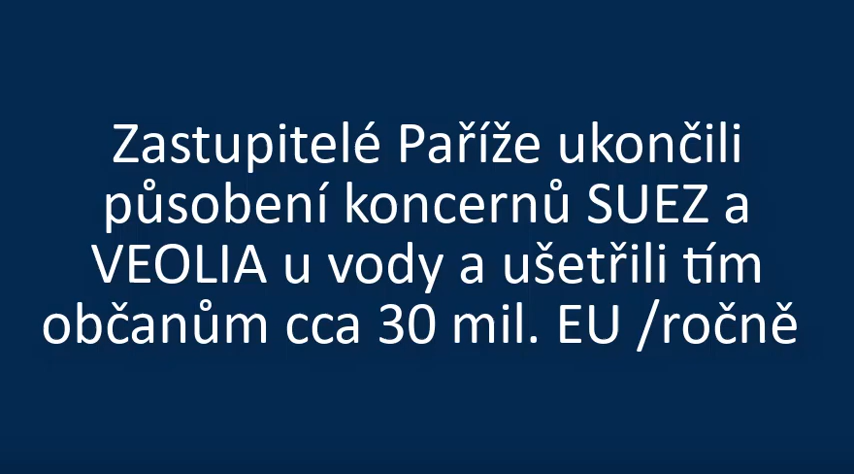 Zastupitelé Paříže ukončili
působení koncernů SUEZ a
VEOLIA u vody a ušetřili tím
občanům cca 30 mil. EU /ročně